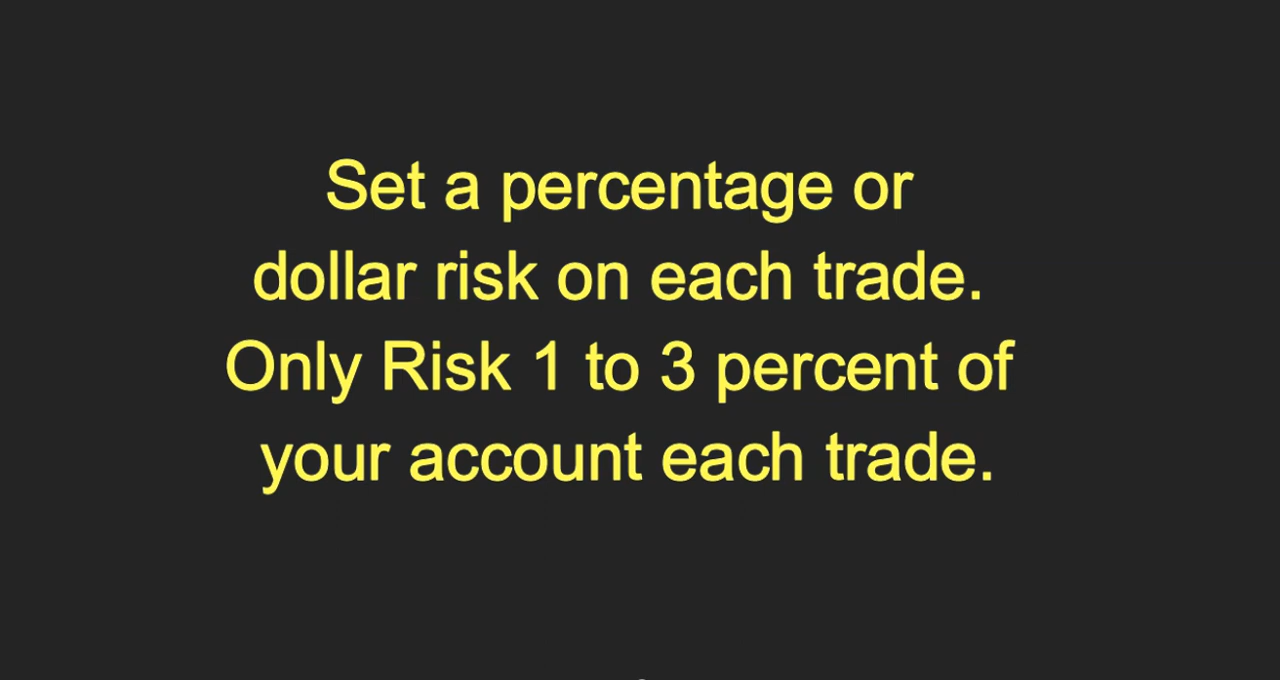 Set a percentage or
dollar risk on each trade.
Only Risk 1 to 3 percent of
your account each trade.